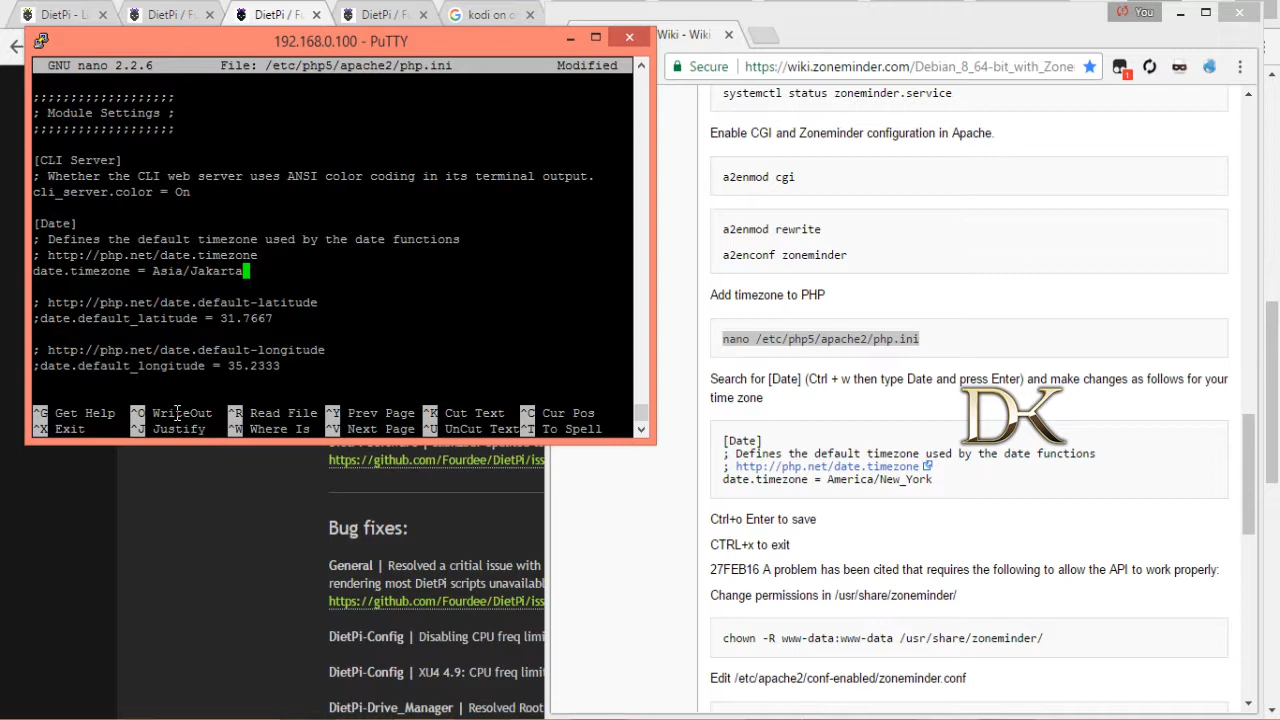 DietPi - Li
DietPi / Fu
DietPi / Fu
DietPi / Fu
kodi on o
You
192.168.0.100 - PuTTY
GNU nano 2.2.6 File: /etc/php5/apache2/php.ini Modified
;;;;;;;;;;;;;;;;;;;
; Module Settings ;
;;;;;;;;;;;;;;;;;;;
[CLI Server]
; Whether the CLI web server uses ANSI color coding in its terminal output.
cli_server.color = On
[Date]
; Defines the default timezone used by the date functions
; http://php.net/date.timezone
date.timezone = Asia/Jakarta
; http://php.net/date.default-latitude
;date.default_latitude = 31.7667
; http://php.net/date.default-longitude
;date.default_longitude = 35.2333
^G Get Help ^O WriteOut ^R Read File ^Y Prev Page ^K Cut Text ^C Cur Pos
^X Exit ^J Justify ^W Where Is ^V Next Page ^U UnCut Text ^T To Spell
https://github.com/Fourdee/DietPi/iss
Bug fixes:
General | Resolved a critial issue with
rendering most DietPi scripts unavailab
https://github.com/Fourdee/DietPi/iss
DietPi-Config | Disabling CPU freq limi
DietPi-Config | XU4 4.9: CPU freq limit
DietPi-Drive_Manager | Resolved Root
Wiki - Wiki
Secure https://wiki.zoneminder.com/Debian_8_64-bit_with_Zone
1
systemctl status zoneminder.service
Enable CGI and Zoneminder configuration in Apache.
a2enmod cgi
a2enmod rewrite
a2enconf zoneminder
Add timezone to PHP
nano /etc/php5/apache2/php.ini
Search for [Date] (Ctrl + w then type Date and press Enter) and make changes as follows for your
time zone
DK
[Date]
; Defines the default timezone used by the date functions
; http://php.net/date.timezone
date.timezone = America/New_York
Ctrl+o Enter to save
CTRL+x to exit
27FEB16 A problem has been cited that requires the following to allow the API to work properly:
Change permissions in /usr/share/zoneminder/
chown -R www-data:www-data /usr/share/zoneminder/
Edit /etc/apache2/conf-enabled/zoneminder.conf